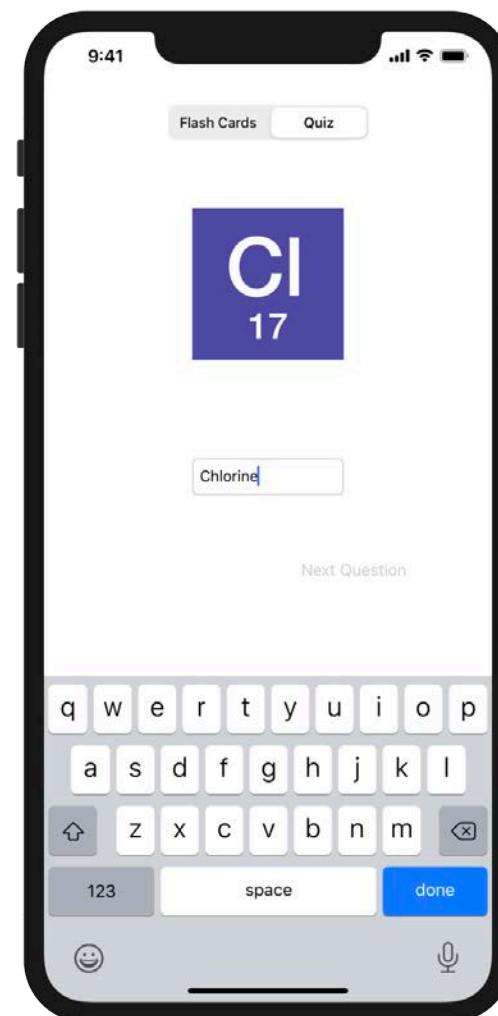 9:41
Flash Cards Quiz
Cl
17
Chlorine
Next Question
q w e r t y u i o p
a s d f g h j k l
z x c v b n m
123 space done